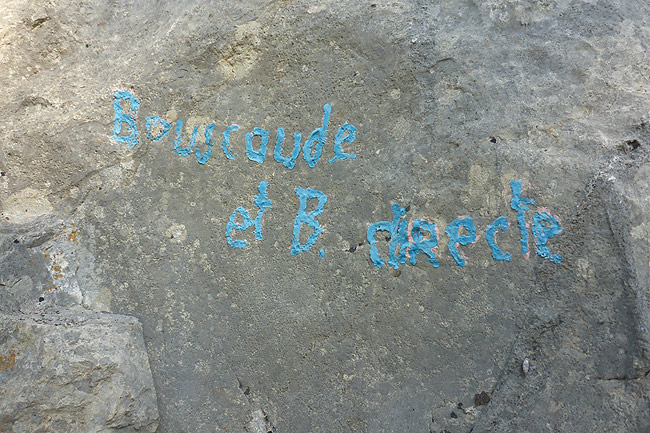 Bouscaude
et B. directe